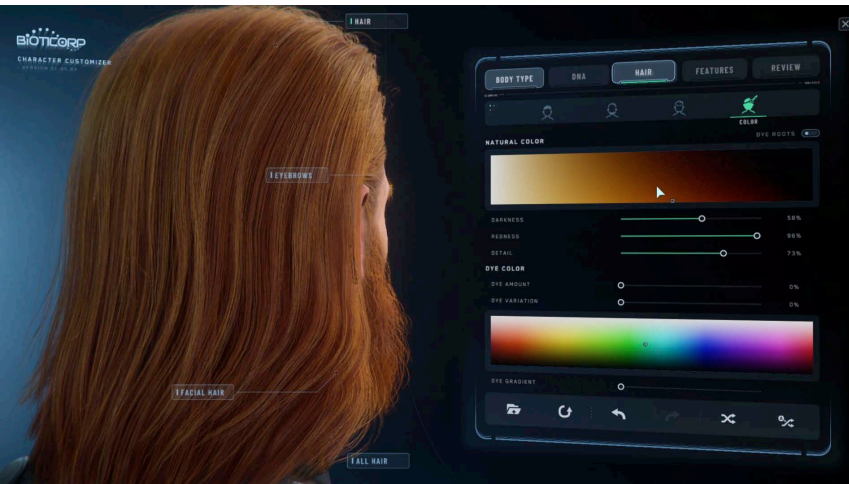 BIOTICORP
CHARACTER CUSTOMIZER
HAIR
EYEBROWS
FACIAL HAIR
ALL HAIR
BODY TYPE
DNA
HAIR
FEATURES
REVIEW
COLOR
DYE ROOTS
NATURAL COLOR
DARKNESS 58%
REDNESS 96%
DETAIL 73%
DYE COLOR
DYE AMOUNT 0%
DYE VARIATION 0%
DYE GRADIENT